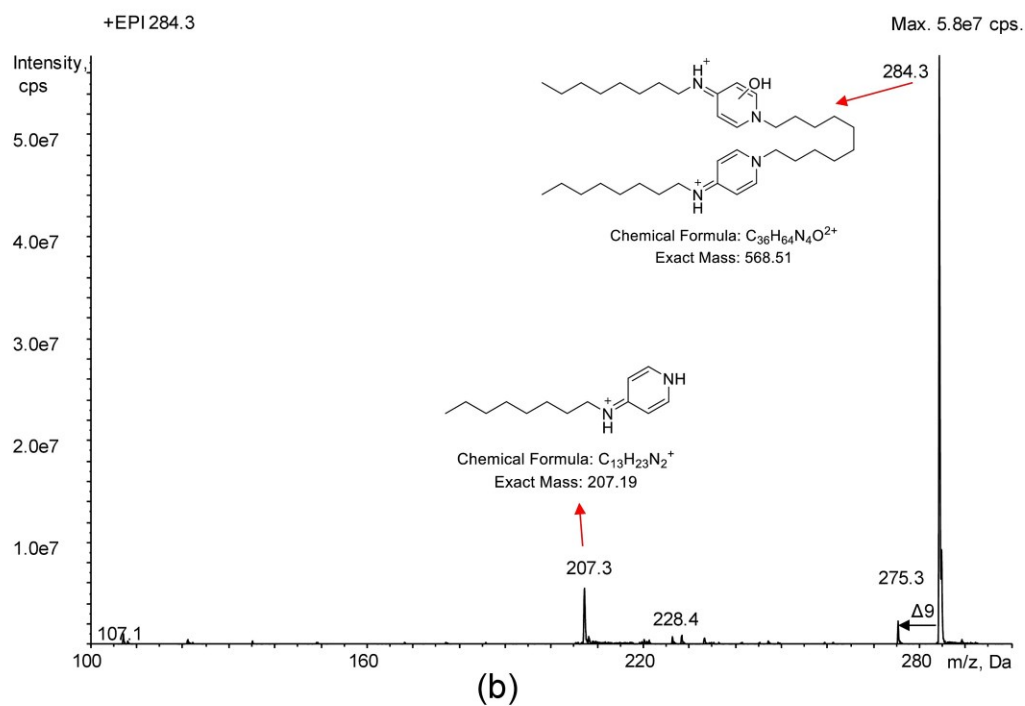 +EPI 284.3
Max. 5.8e7 cps.
Intensity,
cps
5.0e7
4.0e7
3.0e7
2.0e7
1.0e7
284.3
H
+
N
OH
N
N
+
N
H
Chemical Formula: C₃₆H₆₄N₄O²⁺
Exact Mass: 568.51
NH
+
N
H
Chemical Formula: C₁₃H₂₃N₂⁺
Exact Mass: 207.19
207.3
275.3
Δ9
228.4
107.1
100
160
220
280
m/z, Da
(b)